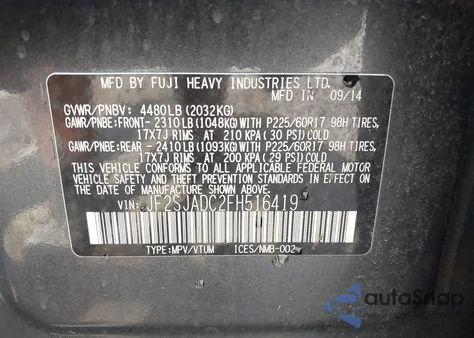 MFD BY FUJI HEAVY INDUSTRIES LTD.
MFD IN 09/14
GVWR/PNBV: 4480LB(2032KG)
GAWR/PNBE:FRONT-2310LB(1048KG)WITH P225/60R17 98H TIRES,
17X7J RIMS AT 210 KPA(30 PSI)COLD
GAWR/PNBE:REAR -2410LB(1093KG)WITH P225/60R17 98H TIRES,
17X7J RIMS AT 200 KPA(29 PSI)COLD
THIS VEHICLE CONFORMS TO ALL APPLICABLE FEDERAL MOTOR
VEHICLE SAFETY AND THEFT PREVENTION STANDARDS IN EFFECT
ON THE DATE OF MANUFACTURE SHOWN ABOVE.
VIN: JF2SJADC2FH516419
TYPE:MPV/VTUM ICES/NMB-002
autoSnap